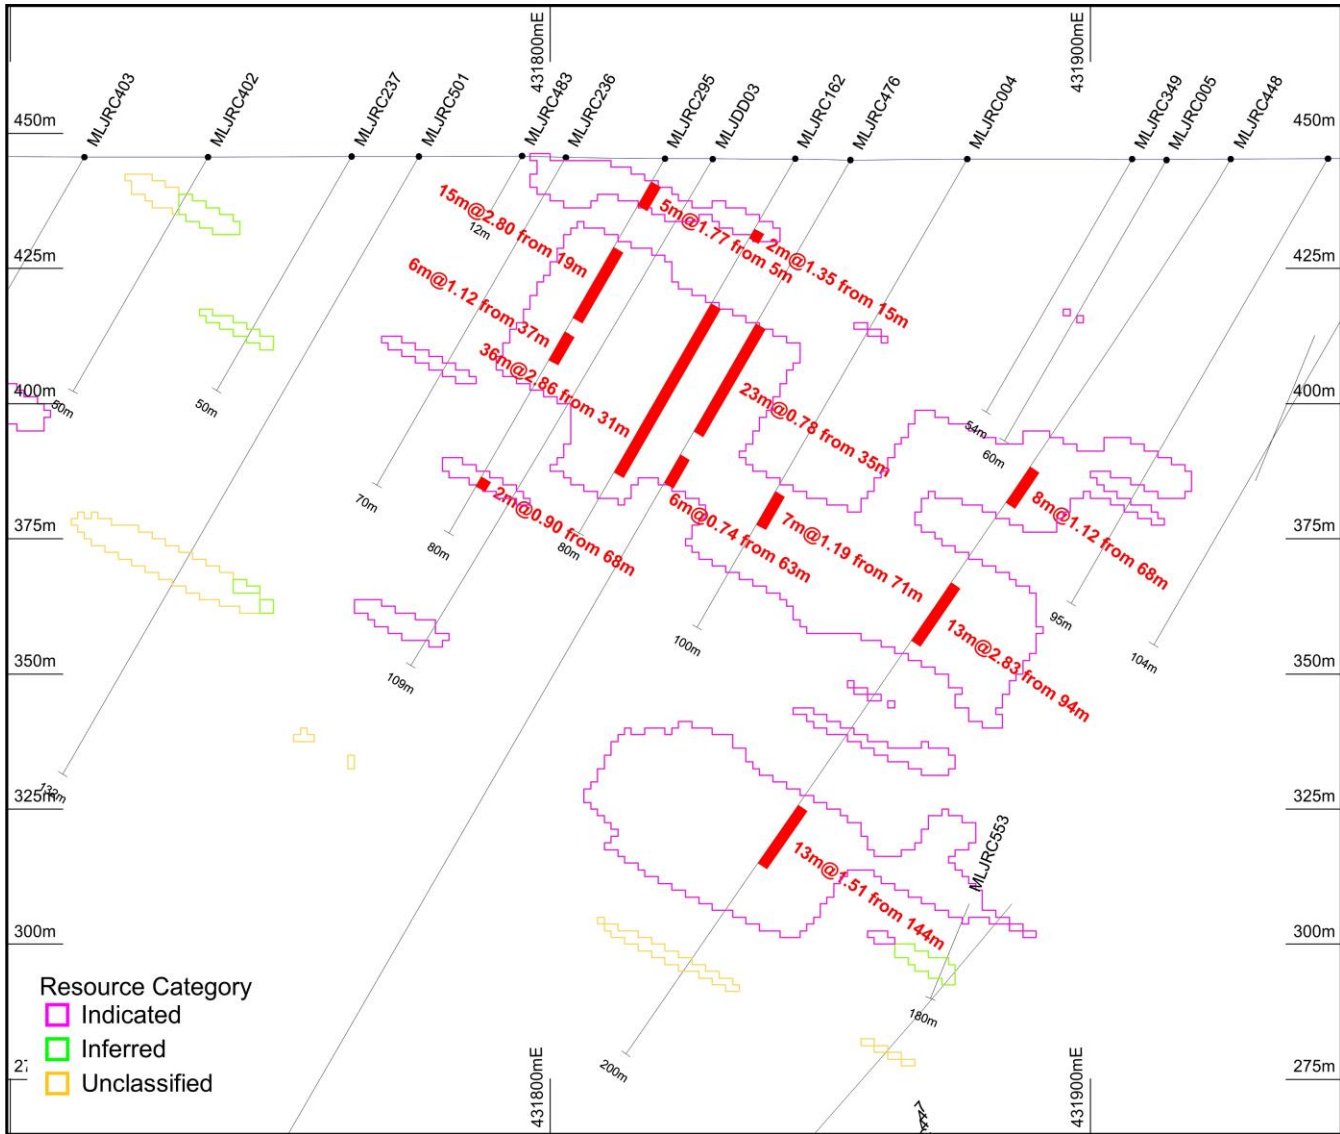 431800mE
431900mE
MLJRC403
MLJRC402
MLJRC237
MLJRC501
MLJRC483
MLJRC236
MLJRC295
MLJDD03
MLJRC162
MLJRC476
MLJRC004
MLJRC349
MLJRC005
MLJRC448
450m
450m
15m@2.80 from 19m
12m
5m@1.77 from 5m
2m@1.35 from 15m
425m
425m
6m@1.12 from 37m
36m@2.86 from 31m
23m@0.78 from 35m
400m
400m
50m
54m
60m
70m
2m@0.90 from 68m
6m@0.74 from 63m
7m@1.19 from 71m
8m@1.12 from 68m
375m
375m
80m
80m
95m
100m
104m
109m
13m@2.83 from 94m
350m
350m
132m
325m
325m
13m@1.51 from 144m
MLJRC553
300m
300m
180m
200m
Resource Category
Indicated
Inferred
Unclassified
275m
431800mE
431900mE